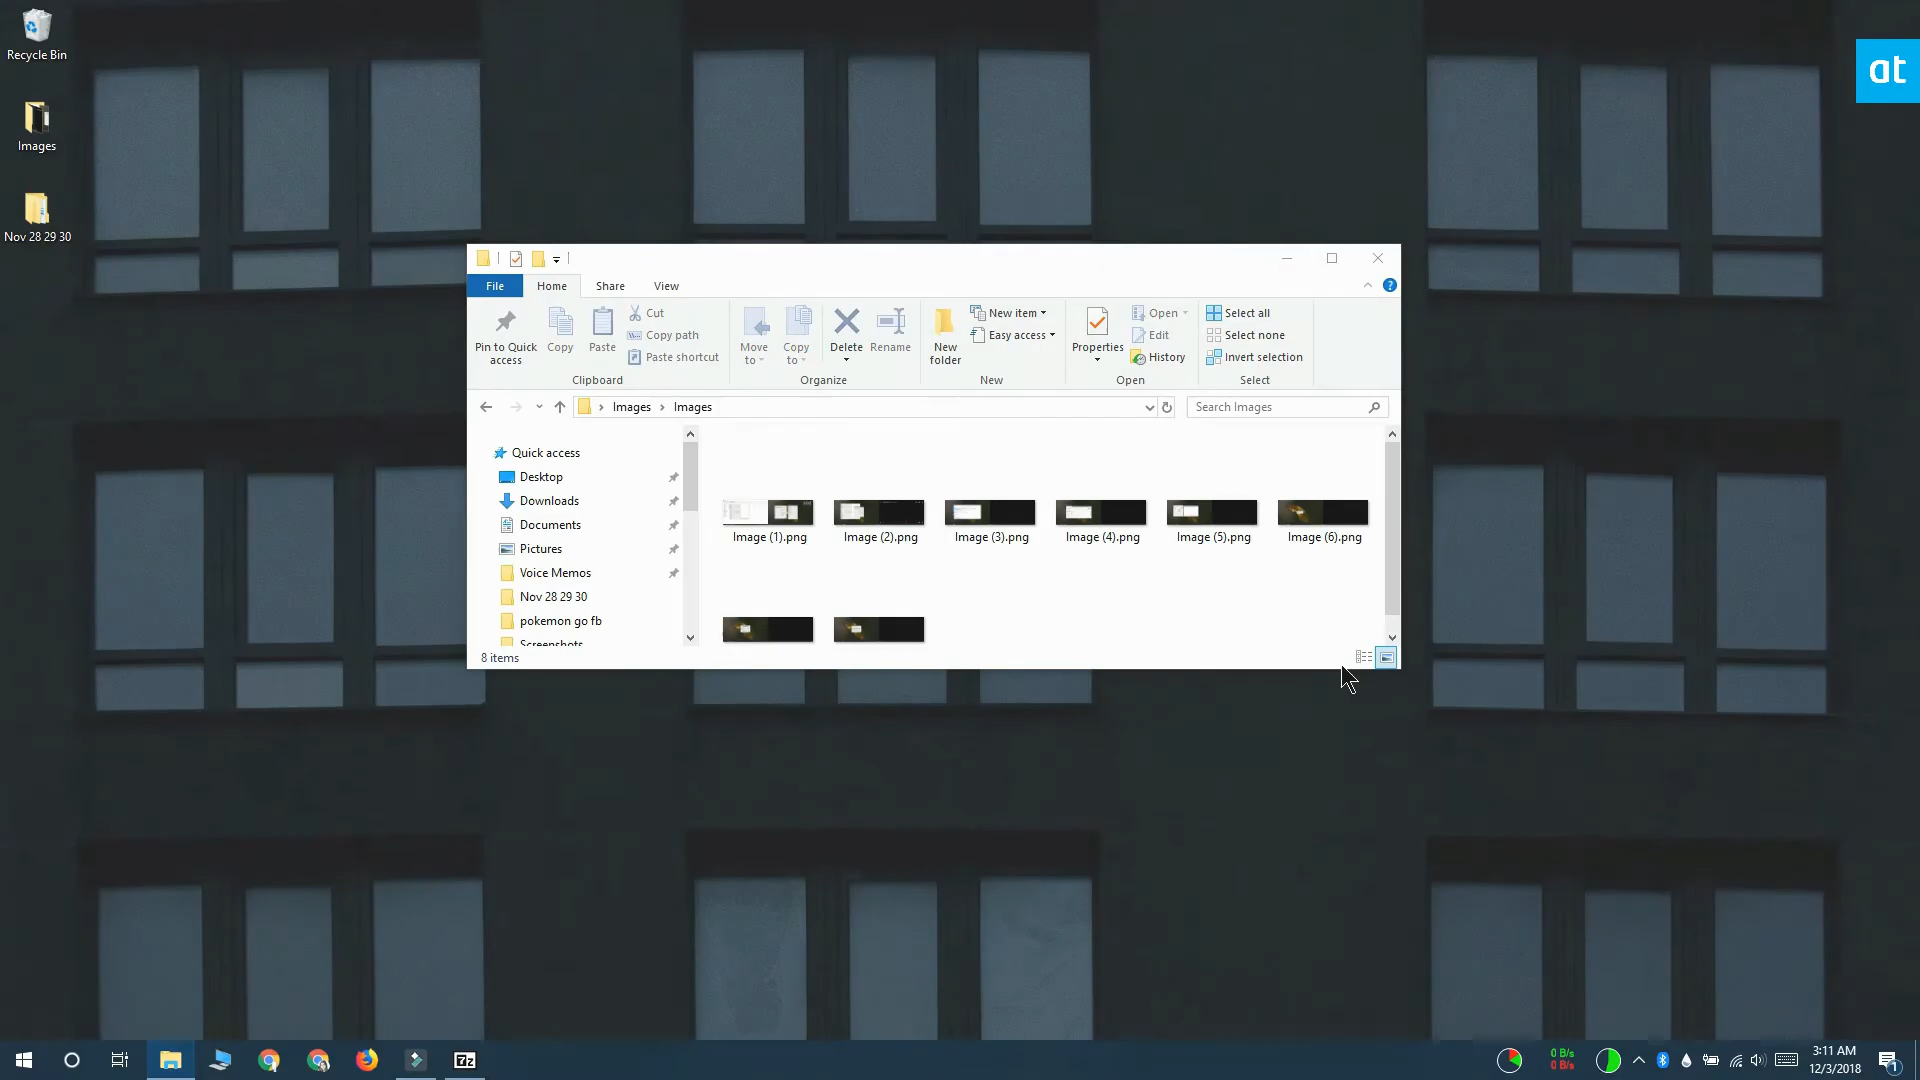 Recycle Bin
Images
Nov 28 29 30
at
File Home Share View
Pin to Quick access
Copy
Paste
Cut
Copy path
Paste shortcut
Clipboard
Move to
Copy to
Delete
Rename
Organize
New folder
New item
Easy access
New
Properties
Open
Edit
History
Open
Select all
Select none
Invert selection
Select
Images > Images
Search Images
Quick access
Desktop
Downloads
Documents
Pictures
Voice Memos
Nov 28 29 30
pokemon go fb
Screenshots
Image (1).png
Image (2).png
Image (3).png
Image (4).png
Image (5).png
Image (6).png
8 items
7z
0 B/s
0 B/s
3:11 AM
12/3/2018
1